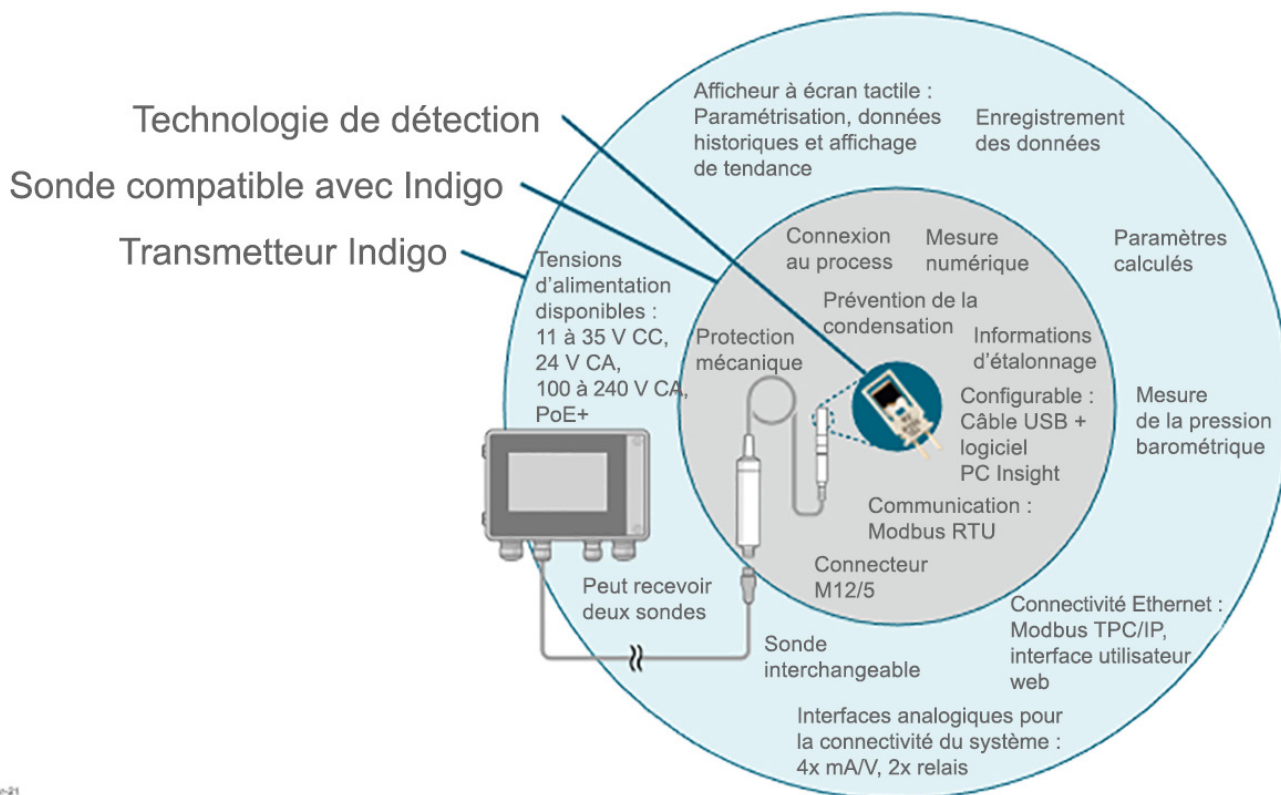 Technologie de détection
Sonde compatible avec Indigo
Transmetteur Indigo
Afficheur à écran tactile :
Paramétrisation, données
historiques et affichage
de tendance
Enregistrement
des données
Paramètres
calculés
Mesure
de la pression
barométrique
Connectivité Ethernet :
Modbus TPC/IP,
interface utilisateur
web
Interfaces analogiques pour
la connectivité du système :
4x mA/V, 2x relais
Sonde
interchangeable
Peut recevoir
deux sondes
Tensions
d’alimentation
disponibles :
11 à 35 V CC,
24 V CA,
100 à 240 V CA,
PoE+
Connexion
au process
Mesure
numérique
Prévention de la
condensation
Protection
mécanique
Informations
d’étalonnage
Configurable :
Câble USB +
logiciel
PC Insight
Communication :
Modbus RTU
Connecteur
M12/5